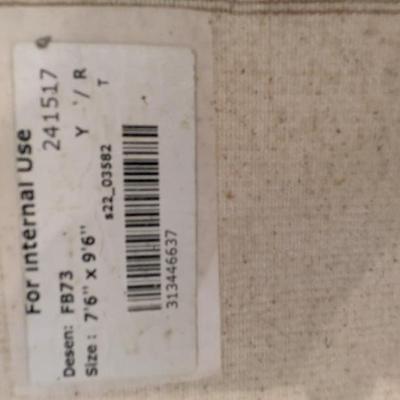 For Internal Use
241517
Desen: FB73
Y '/ R
Size : 7'6" x 9'6"
T
s22_03582
313446637